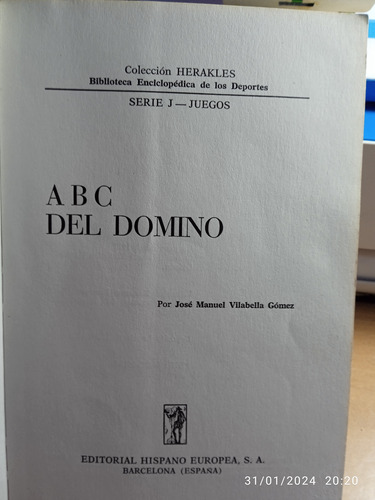 Colección HERAKLES
Biblioteca Enciclopédica de los Deportes
SERIE J — JUEGOS
A B C
DEL DOMINO
Por José Manuel Vilabella Gómez
EDITORIAL HISPANO EUROPEA, S. A.
BARCELONA (ESPAÑA)
31/01/2024 20:20